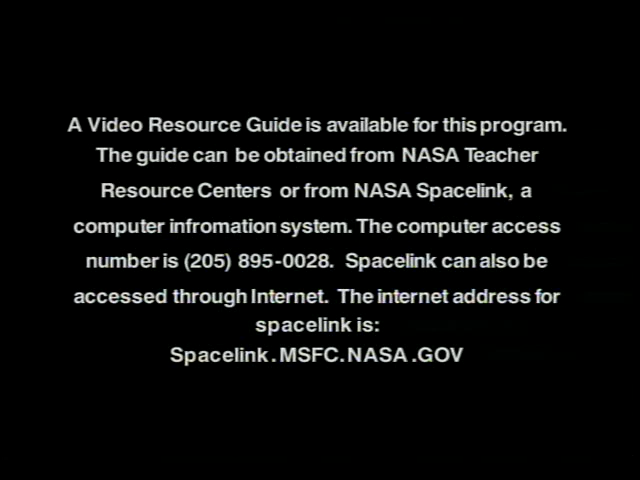 A Video Resource Guide is available for this program.
The guide can be obtained from NASA Teacher
Resource Centers or from NASA Spacelink, a
computer infromation system. The computer access
number is (205) 895-0028. Spacelink can also be
accessed through Internet. The internet address for
spacelink is:
Spacelink.MSFC.NASA.GOV